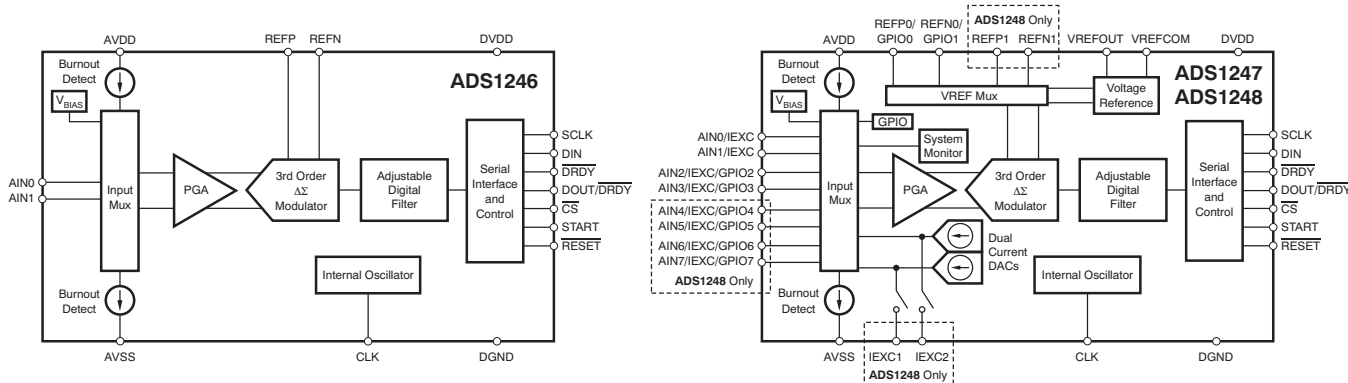 AVDD
REFP REFN
DVDD
Burnout
Detect
ADS1246
VBIAS
AIN0
AIN1
Input
Mux
PGA
3rd Order
ΔΣ
Modulator
Adjustable
Digital
Filter
Serial
Interface
and
Control
SCLK
DIN
DRDY
DOUT/DRDY
CS
START
RESET
Internal Oscillator
Burnout
Detect
AVSS
CLK
DGND
AVDD
REFP0/
GPIO0
REFN0/
GPIO1
ADS1248 Only
REFP1 REFN1
VREFOUT VREFCOM
DVDD
Burnout
Detect
ADS1247
ADS1248
VBIAS
VREF Mux
Voltage
Reference
GPIO
System
Monitor
AIN0/IEXC
AIN1/IEXC
AIN2/IEXC/GPIO2
AIN3/IEXC/GPIO3
AIN4/IEXC/GPIO4
AIN5/IEXC/GPIO5
AIN6/IEXC/GPIO6
AIN7/IEXC/GPIO7
ADS1248 Only
Input
Mux
PGA
3rd Order
ΔΣ
Modulator
Adjustable
Digital
Filter
Serial
Interface
and
Control
SCLK
DIN
DRDY
DOUT/DRDY
CS
START
RESET
Dual
Current
DACs
Internal Oscillator
Burnout
Detect
AVSS
IEXC1 IEXC2
ADS1248 Only
CLK
DGND